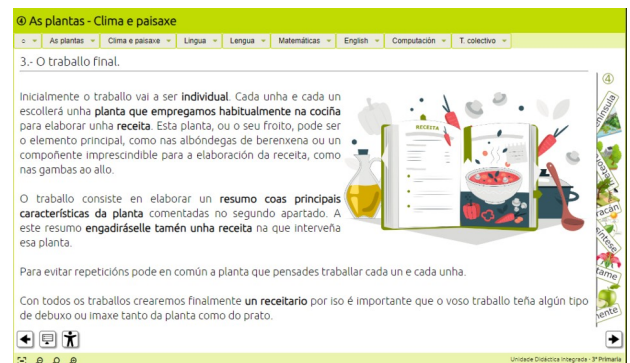 ④ As plantas - Clima e paisaxe
As plantas Clima e paisaxe Lingua Lengua Matemáticas English Computación T. colectivo
3.- O traballo final.
Inicialmente o traballo vai a ser individual. Cada unha e cada un
escollerá unha planta que empregamos habitualmente na cociña
para elaborar unha receita. Esta planta, ou o seu froito, pode ser
o elemento principal, como nas albóndegas de berenxena ou un
compoñente imprescindible para a elaboración da receita, como
nas gambas ao allo.
O traballo consiste en elaborar un resumo coas principais
características da planta comentadas no segundo apartado. A
este resumo engadiráselle tamén unha receita na que interveña
esa planta.
Para evitar repeticións pode en común a planta que pensades traballar cada un e cada unha.
Con todos os traballos crearemos finalmente un receitario por iso é importante que o voso traballo teña algún tipo
de debuxo ou imaxe tanto da planta como do prato.
RECEITA
④
Unidade Didáctica Integrada - 3º Primaria